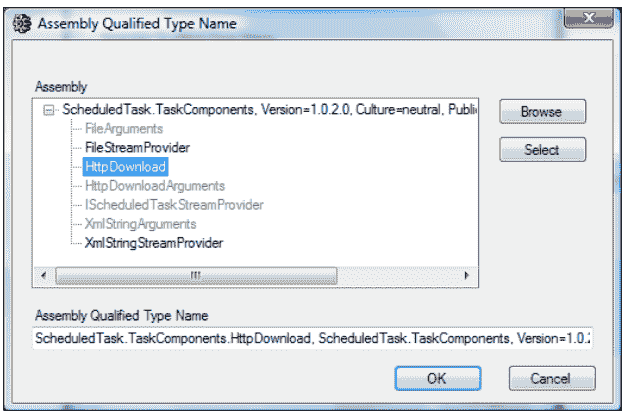 Assembly Qualified Type Name
Assembly
ScheduledTask.TaskComponents, Version=1.0.2.0, Culture=neutral, Publi
FileArguments
FileStreamProvider
HttpDownload
HttpDownloadArguments
IScheduledTaskStreamProvider
XmlStringArguments
XmlStringStreamProvider
Browse
Select
Assembly Qualified Type Name
ScheduledTask.TaskComponents.HttpDownload, ScheduledTask.TaskComponents, Version=1.0.2
OK
Cancel